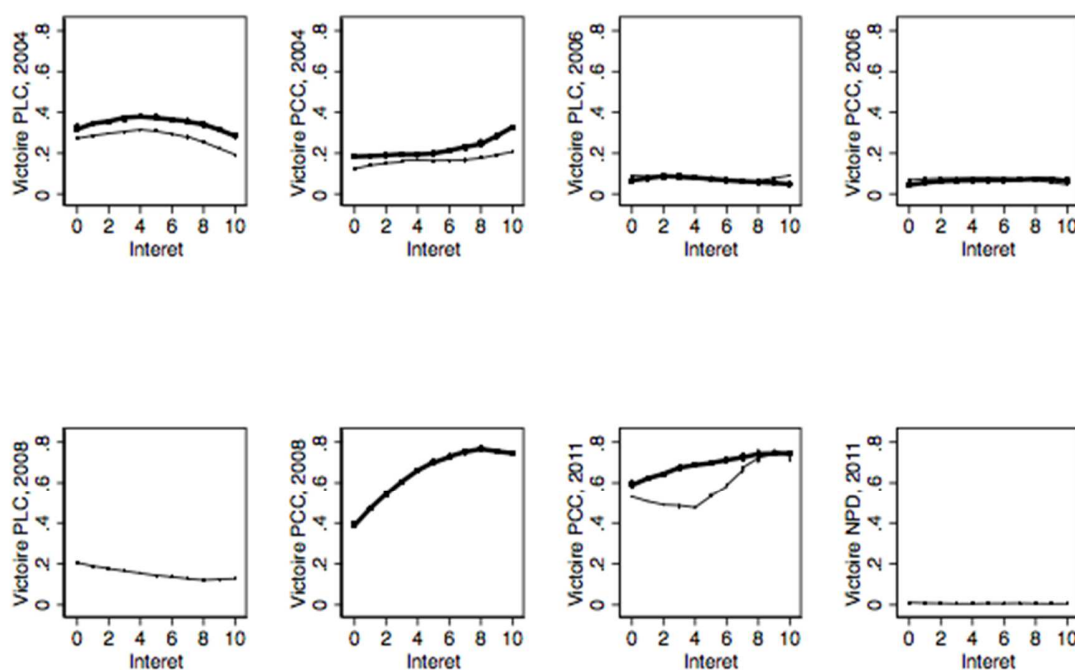 Victoire PLC, 2004
0 .2 .4 .6 .8
0 2 4 6 8 10
Interet
Victoire PCC, 2004
0 .2 .4 .6 .8
0 2 4 6 8 10
Interet
Victoire PLC, 2006
0 .2 .4 .6 .8
0 2 4 6 8 10
Interet
Victoire PCC, 2006
0 .2 .4 .6 .8
0 2 4 6 8 10
Interet
Victoire PLC, 2008
0 .2 .4 .6 .8
0 2 4 6 8 10
Interet
Victoire PCC, 2008
0 .2 .4 .6 .8
0 2 4 6 8 10
Interet
Victoire PCC, 2011
0 .2 .4 .6 .8
0 2 4 6 8 10
Interet
Victoire NPD, 2011
0 .2 .4 .6 .8
0 2 4 6 8 10
Interet